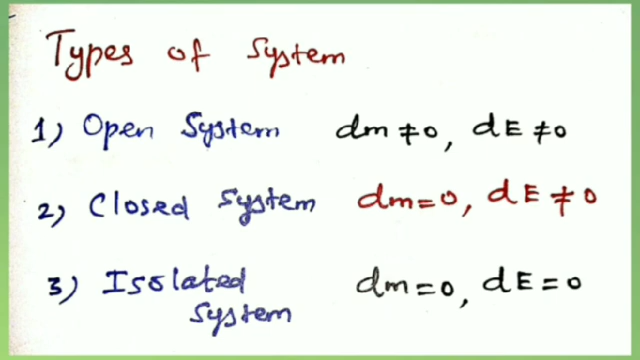 Types of System
1) Open System dm≠0, dE≠0
2) Closed System dm=0, dE≠0
3) Isolated dm=0, dE=0
System